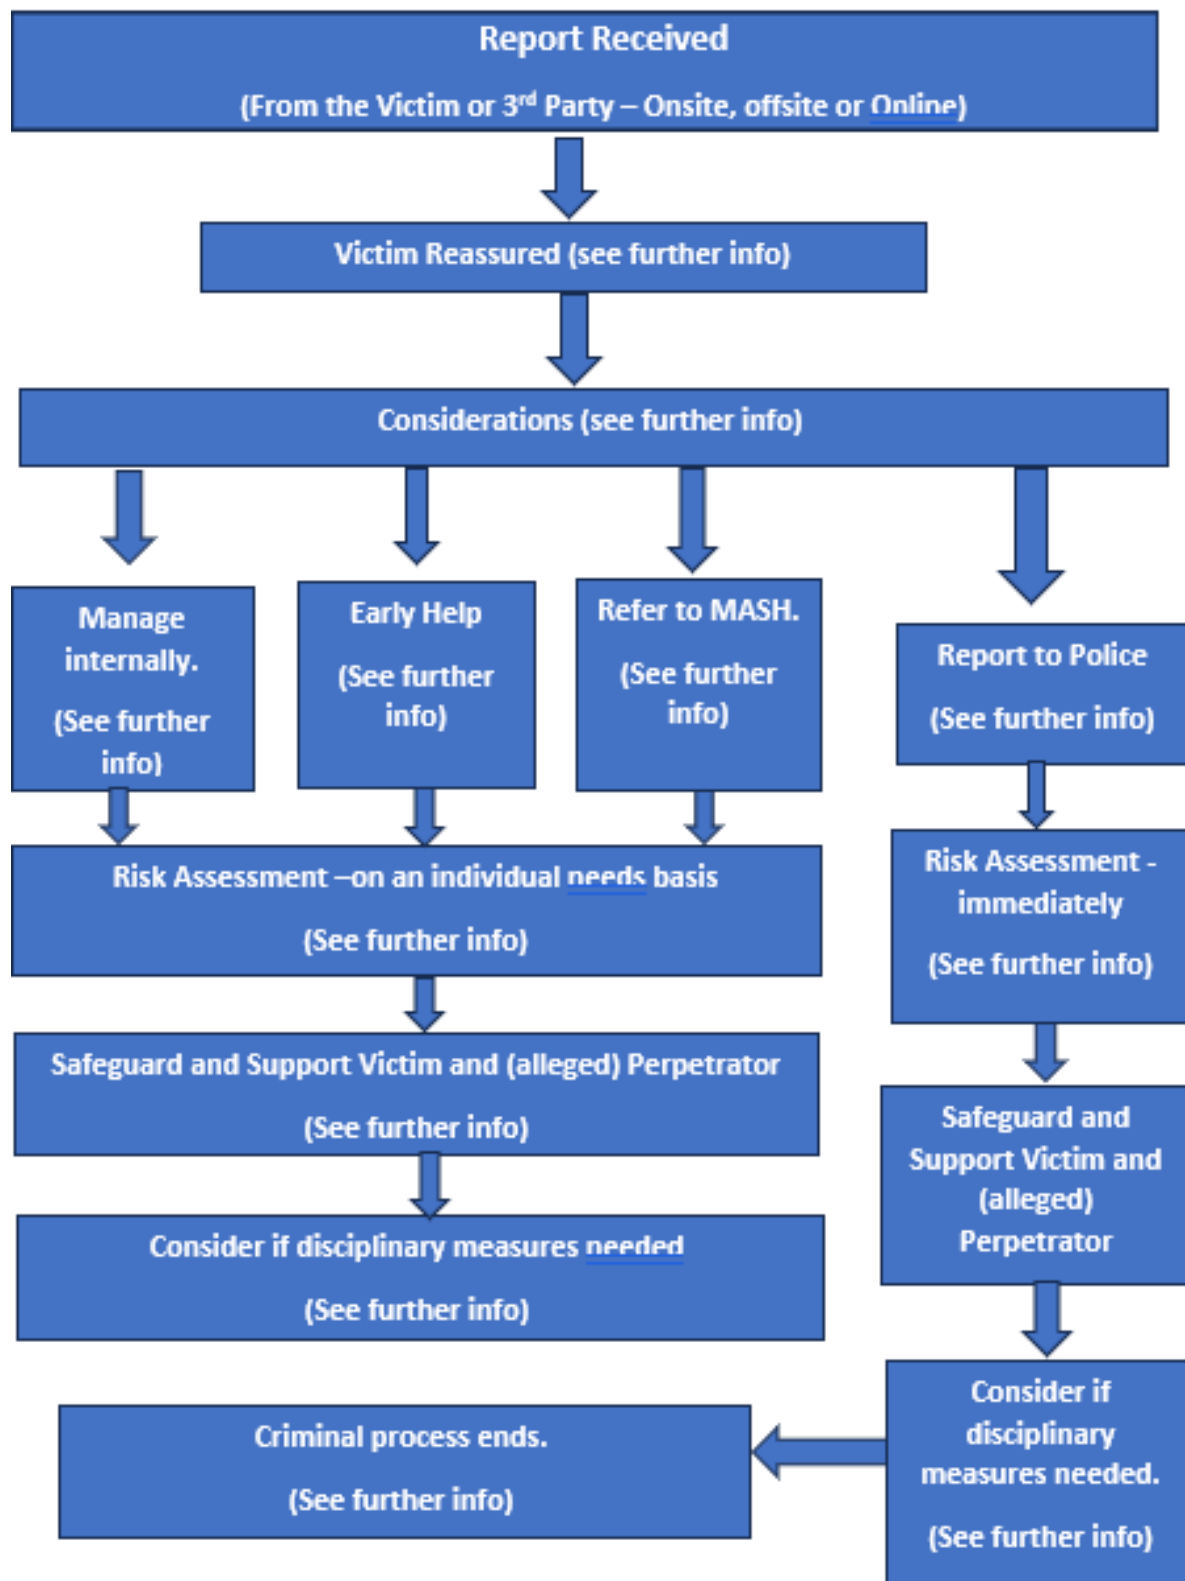 Report Received
(From the Victim or 3rd Party – Onsite, offsite or Online)
Victim Reassured (see further info)
Considerations (see further info)
Manage
internally.
(See further
info)
Early Help
(See further
info)
Refer to MASH.
(See further
info)
Report to Police
(See further info)
Risk Assessment –on an individual needs basis
(See further info)
Risk Assessment -
immediately
(See further info)
Safeguard and Support Victim and (alleged) Perpetrator
(See further info)
Safeguard and
Support Victim and
(alleged)
Perpetrator
Consider if disciplinary measures needed
(See further info)
Consider if
disciplinary
measures needed.
(See further info)
Criminal process ends.
(See further info)